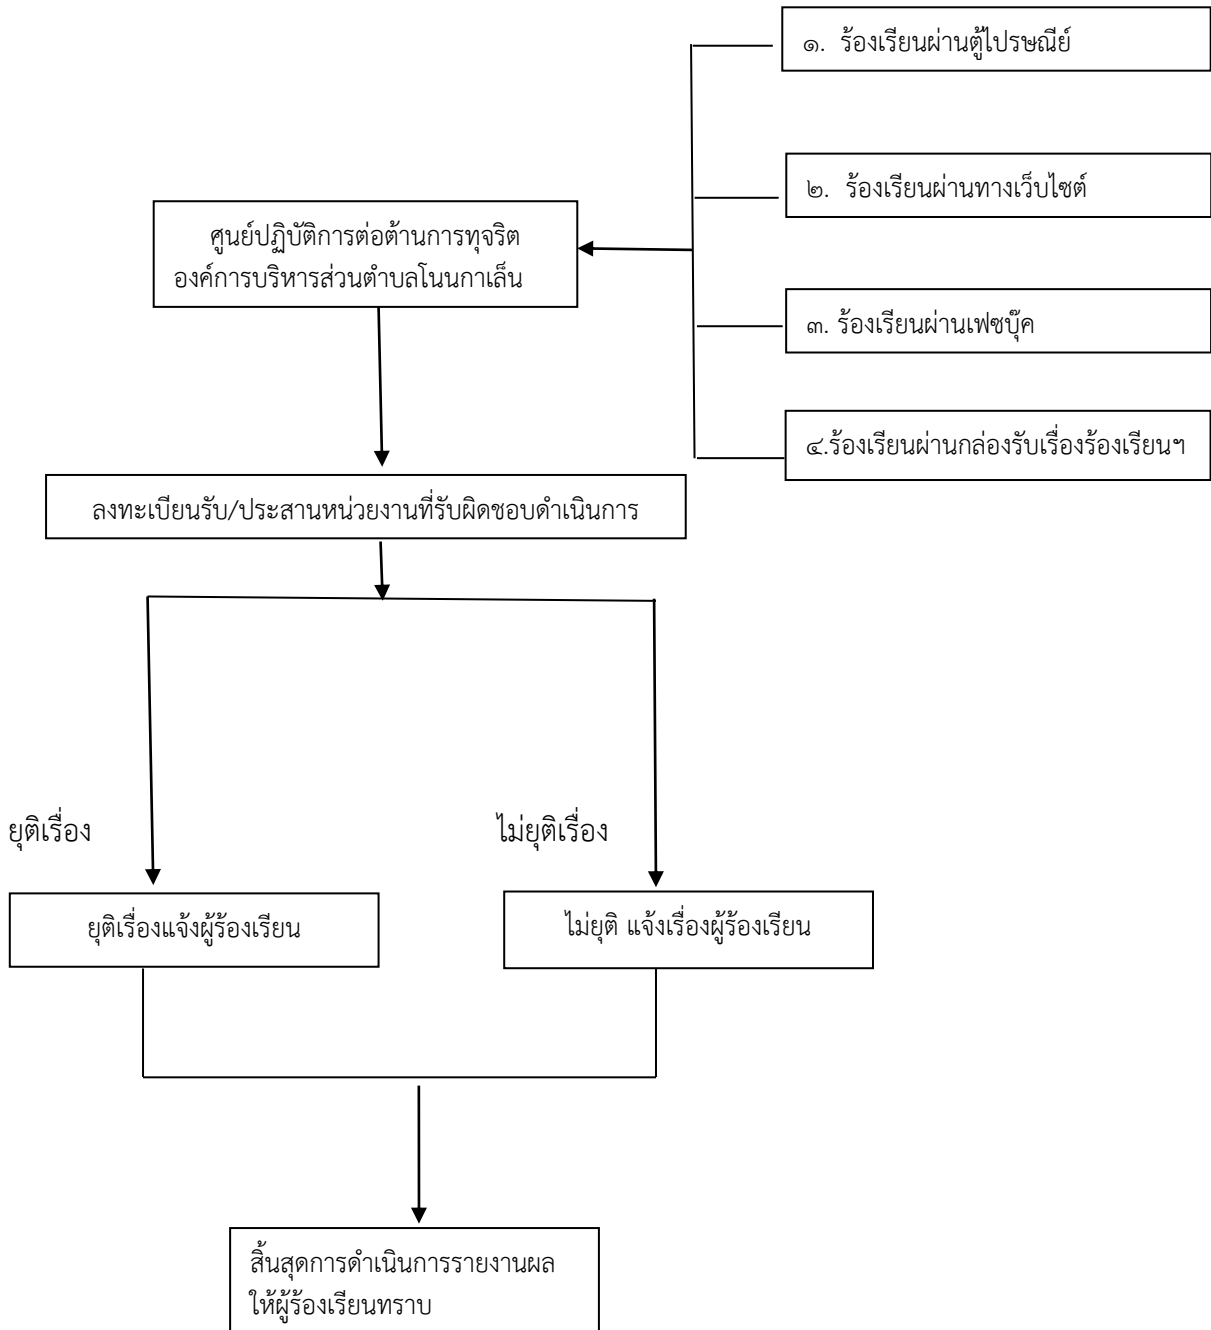 ๑. ร้องเรียนผ่านตู้ไปรษณีย์
๒. ร้องเรียนผ่านทางเว็บไซต์
ศูนย์ปฏิบัติการต่อต้านการทุจริต
องค์การบริหารส่วนตำบลโนนกาเล็น
๓. ร้องเรียนผ่านเฟซบุ๊ค
๔.ร้องเรียนผ่านกล่องรับเรื่องร้องเรียนฯ
ลงทะเบียนรับ/ประสานหน่วยงานที่รับผิดชอบดำเนินการ
ยุติเรื่อง
ไม่ยุติเรื่อง
ยุติเรื่องแจ้งผู้ร้องเรียน
ไม่ยุติ แจ้งเรื่องผู้ร้องเรียน
สิ้นสุดการดำเนินการรายงานผล
ให้ผู้ร้องเรียนทราบ